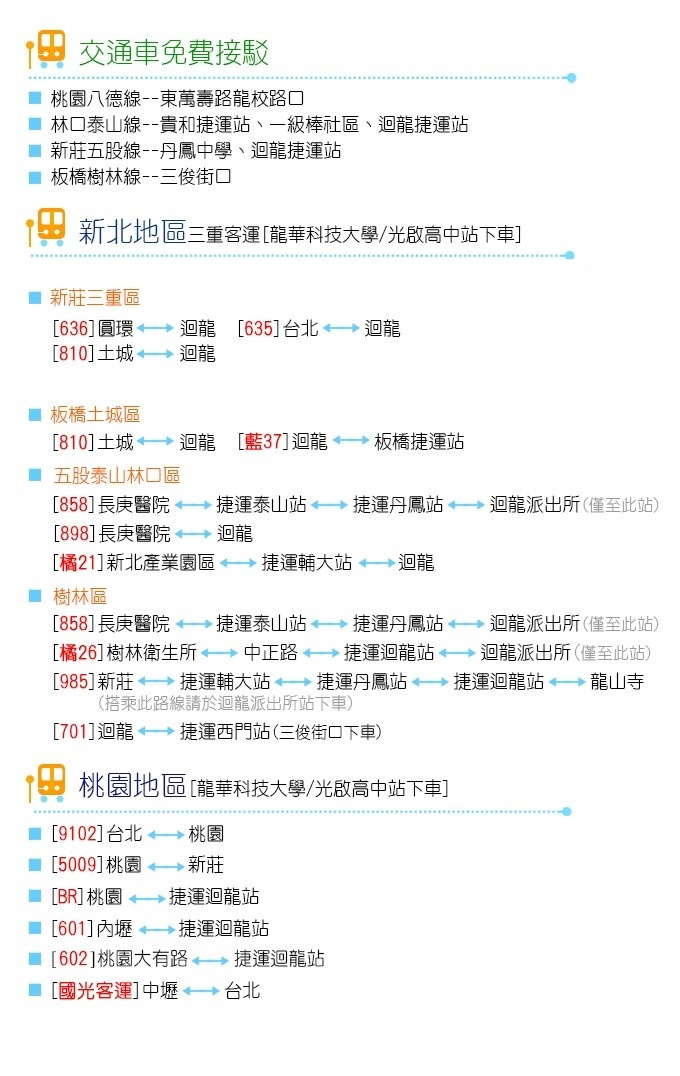 交通車免費接駁
桃園八德線--東萬壽路龍校路口
林口泰山線--貴和捷運站、一級棒社區、迴龍捷運站
新莊五股線--丹鳳中學、迴龍捷運站
板橋樹林線--三俊街口
新北地區三重客運[龍華科技大學/光啟高中站下車]
新莊三重區
[636]圓環 迴龍 [635]台北 迴龍
[810]土城 迴龍
板橋土城區
[810]土城 迴龍 [藍37]迴龍 板橋捷運站
五股泰山林口區
[858]長庚醫院 捷運泰山站 捷運丹鳳站 迴龍派出所(僅至此站)
[898]長庚醫院 迴龍
[橘21]新北產業園區 捷運輔大站 迴龍
樹林區
[858]長庚醫院 捷運泰山站 捷運丹鳳站 迴龍派出所(僅至此站)
[橘26]樹林衛生所 中正路 捷運迴龍站 迴龍派出所(僅至此站)
[985]新莊 捷運輔大站 捷運丹鳳站 捷運迴龍站 龍山寺
(搭乘此路線請於迴龍派出所站下車)
[701]迴龍 捷運西門站(三俊街口下車)
桃園地區[龍華科技大學/光啟高中站下車]
[9102]台北 桃園
[5009]桃園 新莊
[BR]桃園 捷運迴龍站
[601]內壢 捷運迴龍站
[602]桃園大有路 捷運迴龍站
[國光客運]中壢 台北